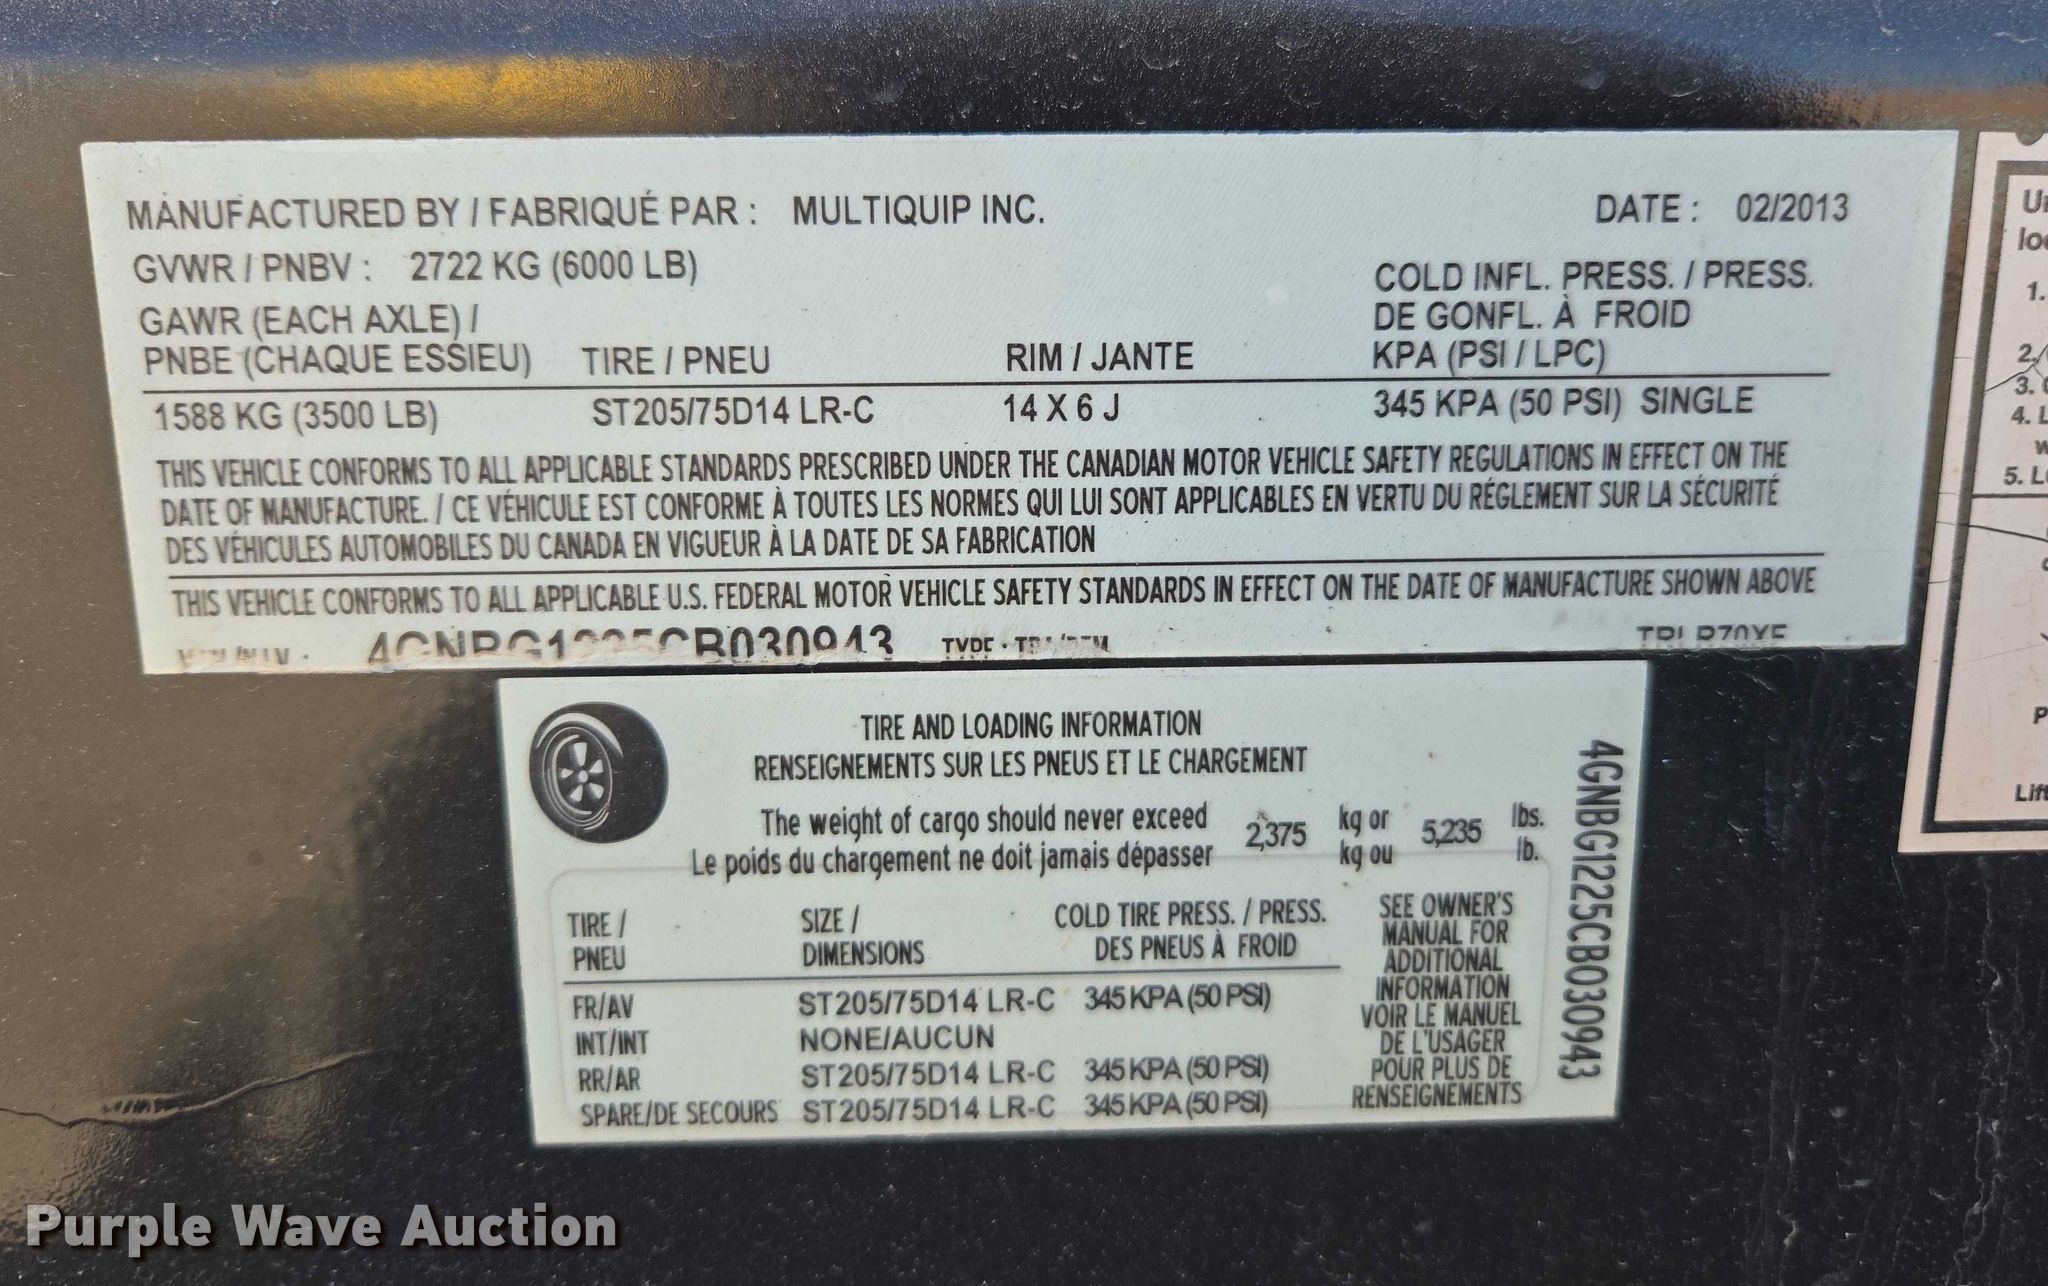 MANUFACTURED BY / FABRIQUÉ PAR : MULTIQUIP INC. DATE : 02/2013
GVWR / PNBV : 2722 KG (6000 LB)
COLD INFL. PRESS. / PRESS.
GAWR (EACH AXLE) / DE GONFL. À FROID
PNBE (CHAQUE ESSIEU) TIRE / PNEU RIM / JANTE KPA (PSI / LPC)
1588 KG (3500 LB) ST205/75D14 LR-C 14 X 6 J 345 KPA (50 PSI) SINGLE
THIS VEHICLE CONFORMS TO ALL APPLICABLE STANDARDS PRESCRIBED UNDER THE CANADIAN MOTOR VEHICLE SAFETY REGULATIONS IN EFFECT ON THE
DATE OF MANUFACTURE. / CE VÉHICULE EST CONFORME À TOUTES LES NORMES QUI LUI SONT APPLICABLES EN VERTU DU RÉGLEMENT SUR LA SÉCURITÉ
DES VÉHICULES AUTOMOBILES DU CANADA EN VIGUEUR À LA DATE DE SA FABRICATION
THIS VEHICLE CONFORMS TO ALL APPLICABLE U.S. FEDERAL MOTOR VEHICLE SAFETY STANDARDS IN EFFECT ON THE DATE OF MANUFACTURE SHOWN ABOVE
4GNBG1225CB030943 TYPE :
TIRE AND LOADING INFORMATION
RENSEIGNEMENTS SUR LES PNEUS ET LE CHARGEMENT
The weight of cargo should never exceed 2,375 kg or 5,235 lbs.
Le poids du chargement ne doit jamais dépasser kg ou lb.
TIRE / SIZE / COLD TIRE PRESS. / PRESS.
PNEU DIMENSIONS DES PNEUS À FROID
FR/AV ST205/75D14 LR-C 345 KPA (50 PSI)
INT/INT NONE/AUCUN
RR/AR ST205/75D14 LR-C 345 KPA (50 PSI)
SPARE/DE SECOURS ST205/75D14 LR-C 345 KPA (50 PSI)
SEE OWNER'S
MANUAL FOR
ADDITIONAL
INFORMATION
VOIR LE MANUEL
DE L'USAGER
POUR PLUS DE
RENSEIGNEMENTS
4GNBG1225CB030943
1.
2.
3.
4.
5.
Purple Wave Auction